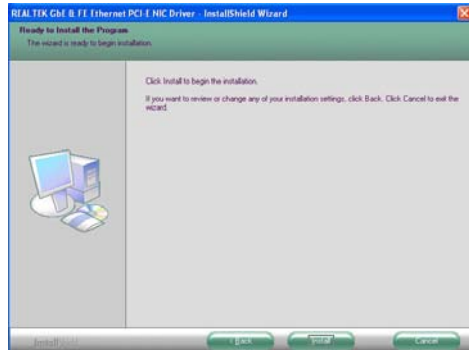 REALTEK GbE & FE Ethernet PCI-E NIC Driver - InstallShield Wizard
Ready to Install the Program
The wizard is ready to begin installation.
Click Install to begin the installation.
If you want to review or change any of your installation settings, click Back. Click Cancel to exit the
wizard.
InstallShield
< Back
Install
Cancel